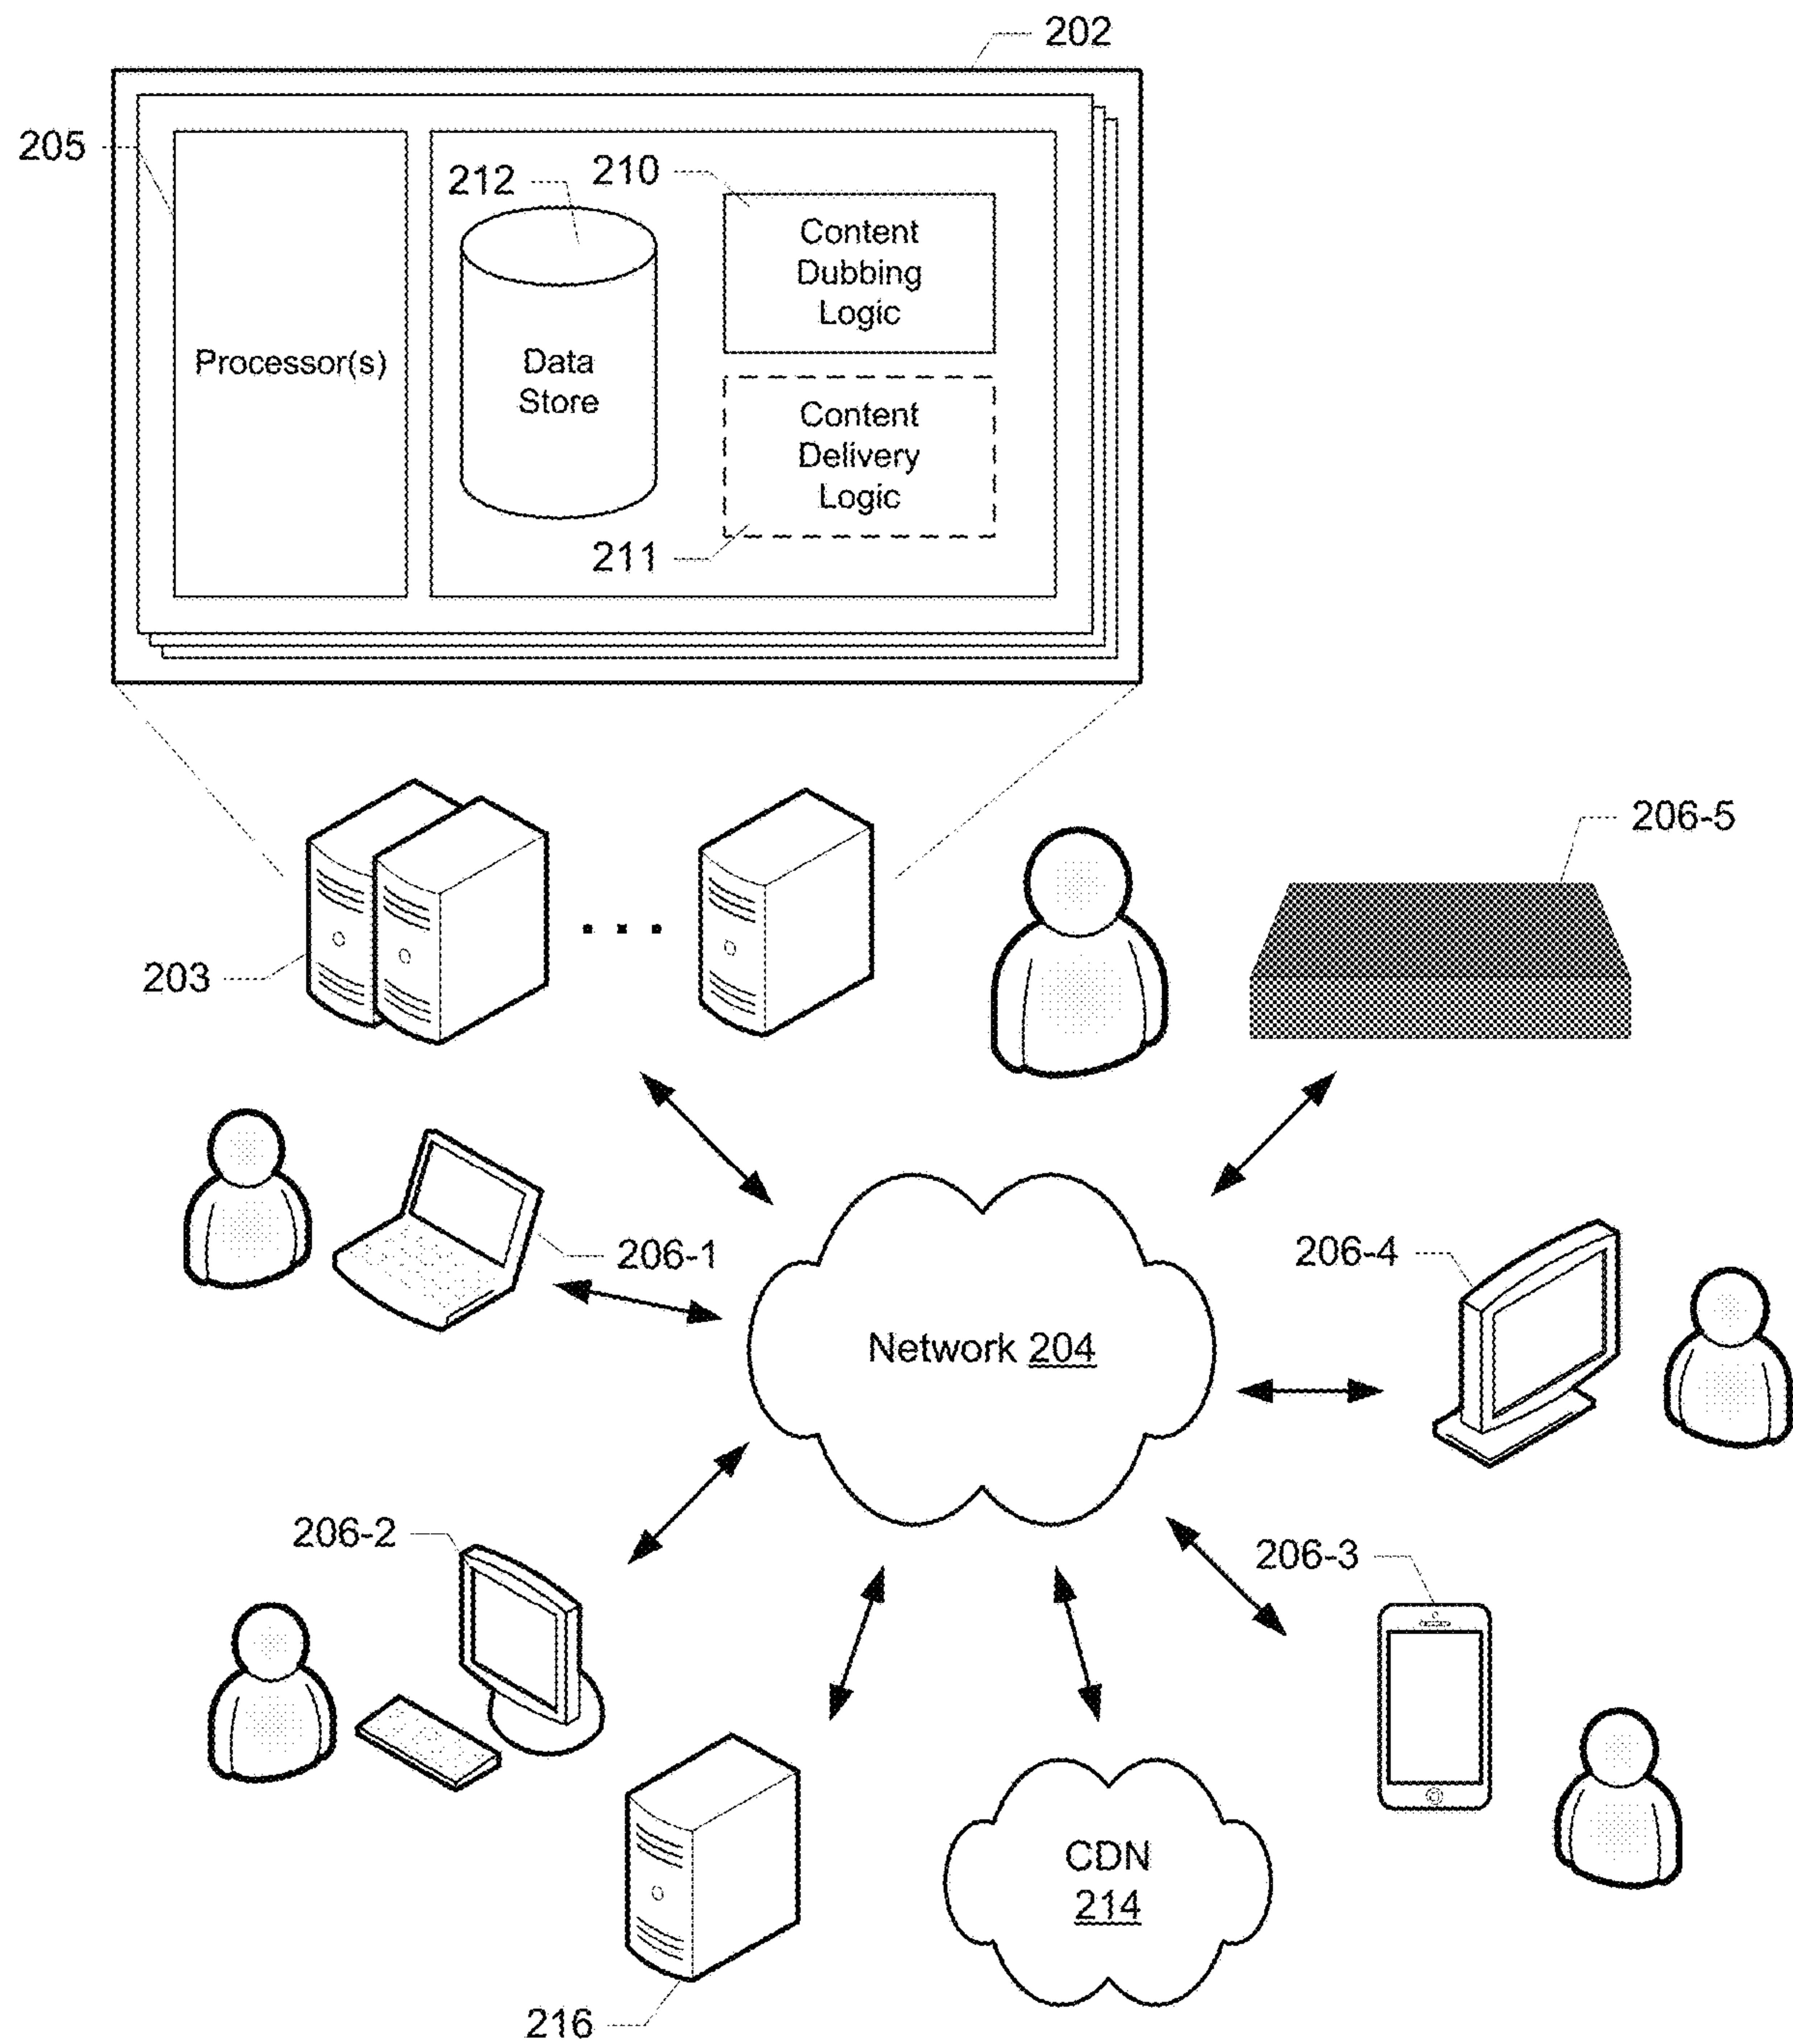 202
205
212
210
Content
Dubbing
Logic
Processor(s)
Data
Store
Content
Delivery
Logic
211
206-5
203
206-1
206-4
Network 204
206-2
206-3
CDN
214
216